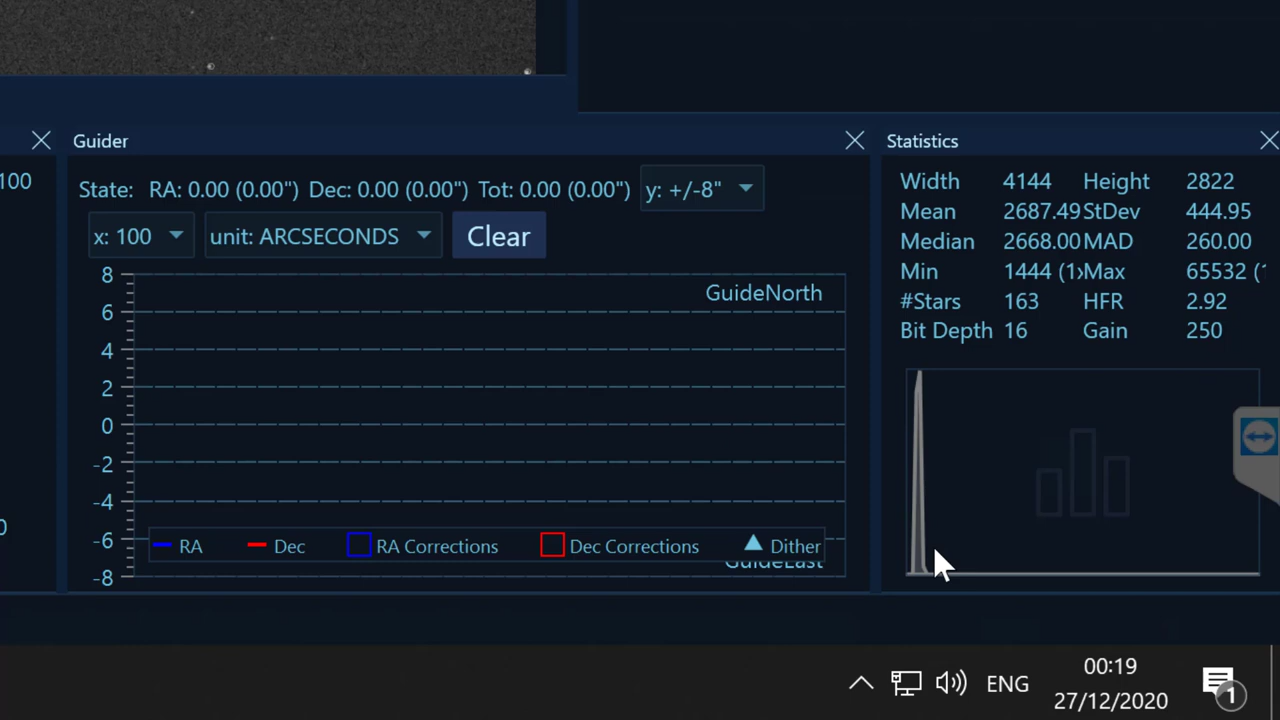 100
Guider
State: RA: 0.00 (0.00") Dec: 0.00 (0.00") Tot: 0.00 (0.00") y: +/-8"
x: 100 unit: ARCSECONDS Clear
8
GuideNorth
6
4
2
0
-2
-4
-6
RA Dec RA Corrections Dec Corrections Dither
GuideEast
-8
0
Statistics
Width 4144 Height 2822
Mean 2687.49 StDev 444.95
Median 2668.00 MAD 260.00
Min 1444 (1x Max 65532 (
#Stars 163 HFR 2.92
Bit Depth 16 Gain 250
ENG
00:19
27/12/2020
1